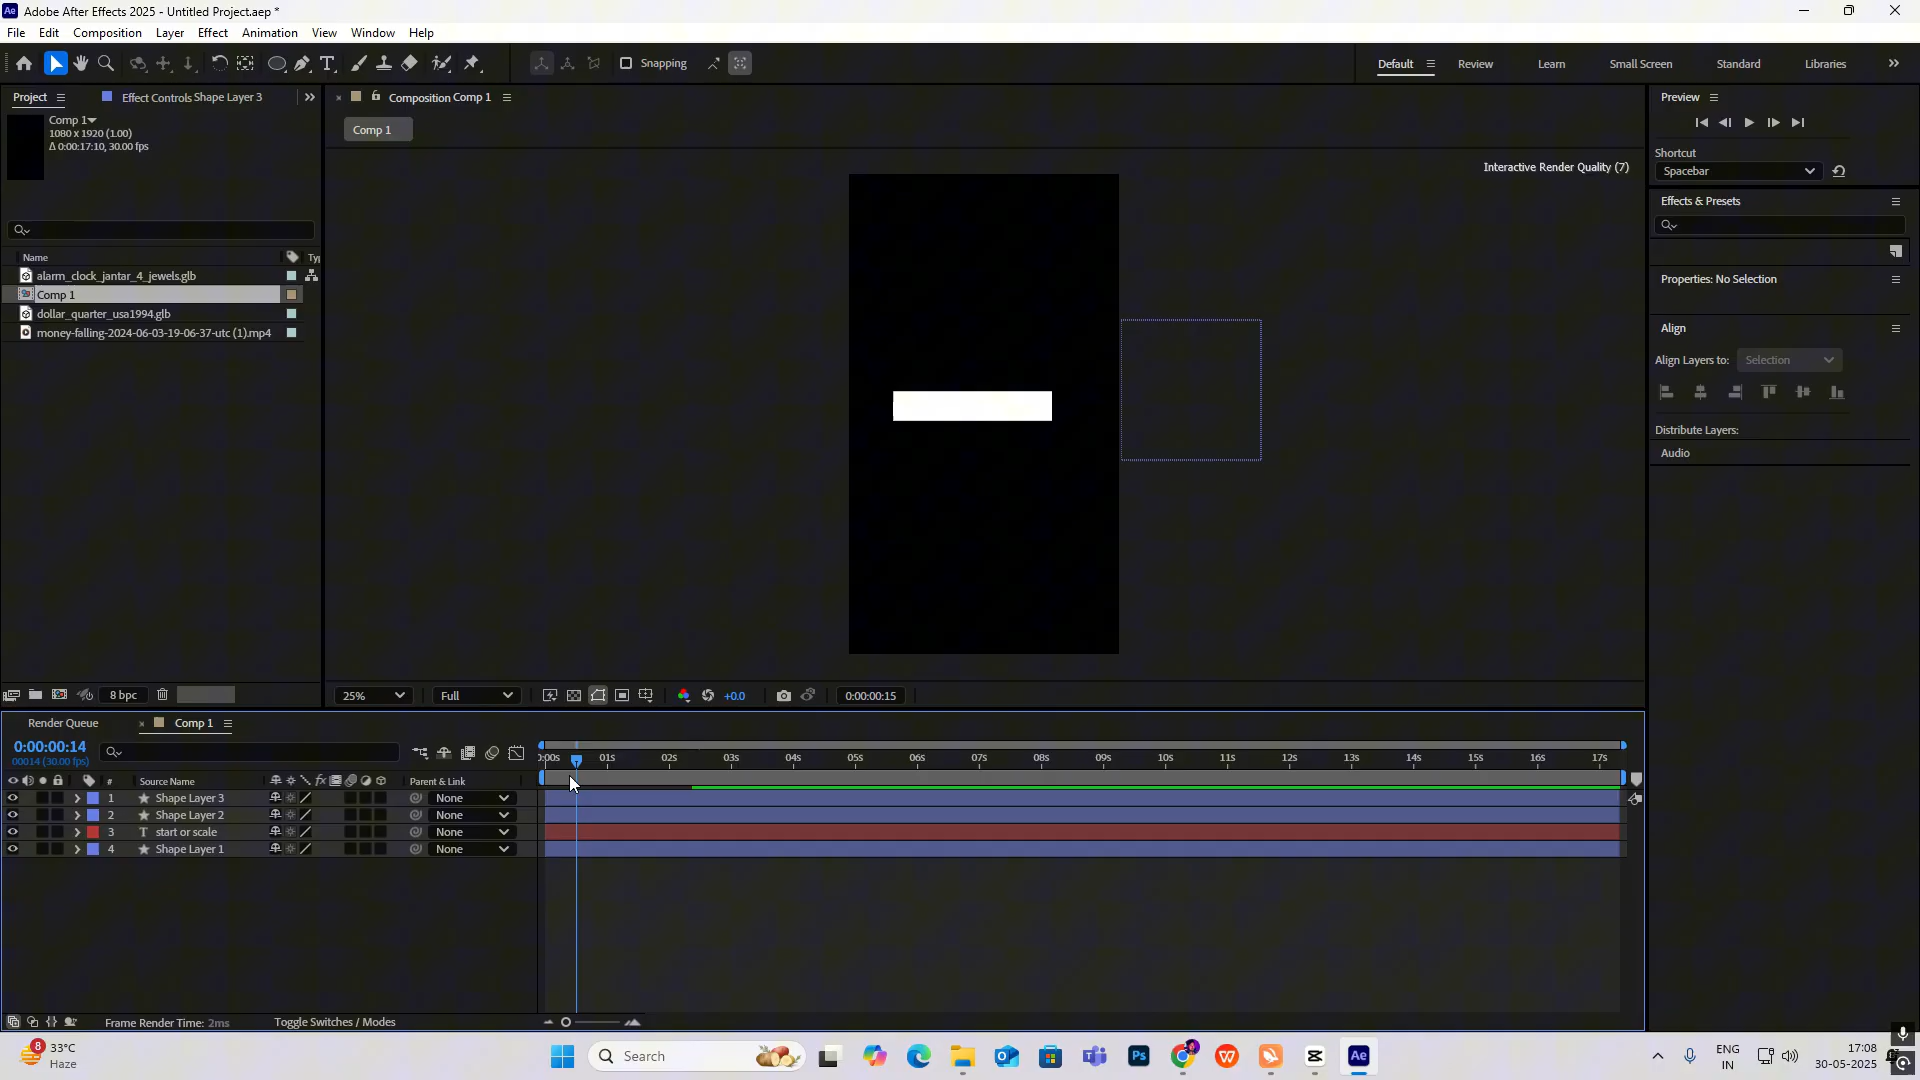 Adobe After Effects 2025 - Untitled Project.aep *
File Edit Composition Layer Effect Animation View Window Help
Snapping
Default Review Learn Small Screen Standard Libraries
Project Effect Controls Shape Layer 3
Composition Comp 1
Preview
Comp 1
1080 x 1920 (1.00)
Δ 0:00:17:10, 30.00 fps
Comp 1
Interactive Render Quality (7)
Shortcut
Spacebar
Effects & Presets
Name Ty
alarm_clock_jantar_4_jewels.glb
Comp 1
dollar_quarter_usa1994.glb
money-falling-2024-06-03-19-06-37-utc (1).mp4
Properties: No Selection
Align
Align Layers to: Selection
Distribute Layers:
Audio
8 bpc
25% Full +0.0 0:00:00:15
Render Queue Comp 1
0:00:00:14
00014 (30.00 fps)
0:00s 01s 02s 03s 04s 05s 06s 07s 08s 09s 10s 11s 12s 13s 14s 15s 16s 17s
# Source Name fx Parent & Link
1 Shape Layer 3 None
2 Shape Layer 2 None
3 T start or scale None
4 Shape Layer 1 None
Frame Render Time: 2ms Toggle Switches / Modes
8 33°C
Haze
Search
Ps
Ae
ENG
IN
17:08
30-05-2025